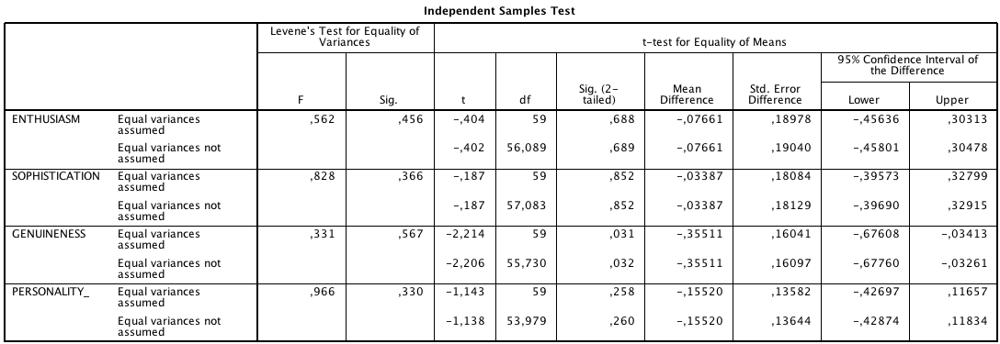 Independent Samples Test
Levene's Test for Equality of Variances t-test for Equality of Means
95% Confidence Interval of the Difference
F Sig. t df Sig. (2-tailed) Mean Difference Std. Error Difference Lower Upper
ENTHUSIASM Equal variances assumed ,562 ,456 -,404 59 ,688 -,07661 ,18978 -,45636 ,30313
Equal variances not assumed -,402 56,089 ,689 -,07661 ,19040 -,45801 ,30478
SOPHISTICATION Equal variances assumed ,828 ,366 -,187 59 ,852 -,03387 ,18084 -,39573 ,32799
Equal variances not assumed -,187 57,083 ,852 -,03387 ,18129 -,39690 ,32915
GENUINENESS Equal variances assumed ,331 ,567 -2,214 59 ,031 -,35511 ,16041 -,67608 -,03413
Equal variances not assumed -2,206 55,730 ,032 -,35511 ,16097 -,67760 -,03261
PERSONALITY_ Equal variances assumed ,966 ,330 -1,143 59 ,258 -,15520 ,13582 -,42697 ,11657
Equal variances not assumed -1,138 53,979 ,260 -,15520 ,13644 -,42874 ,11834